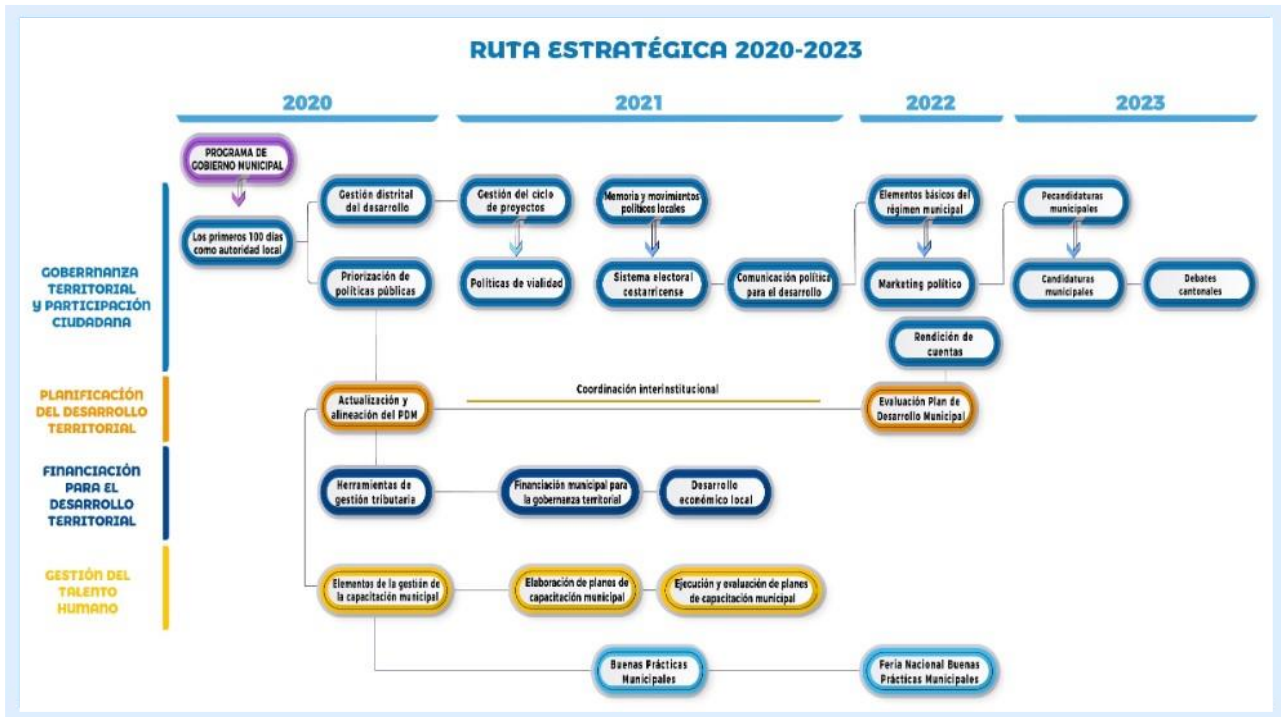 RUTA ESTRATÉGICA 2020-2023
2020
2021
2022
2023
PROGRAMA DE
GOBIERNO MUNICIPAL
GOBERRNANZA
TERRITORIAL
y PARTICIPACIÓN
CIUDADANA
Los primeros 100 días
como autoridad local
Gestión distrital
del desarrollo
Gestión del ciclo
de proyectos
Memoria y movimientos
políticos locales
Elementos básicos del
régimen municipal
Pecandidaturas
municipales
Priorización de
políticas públicas
Políticas de vialidad
Sistema electoral
costarricense
Comunicación política
para el desarrollo
Marketing político
Candidaturas
municipales
Debates
cantonales
Rendición de
cuentas
PLANIFICACIÓN
DEL DESARROLLO
TERRITORIAL
Actualización y
alineación del PDM
Coordinación interinstitucional
Evaluación Plan de
Desarrollo Municipal
FINANCIACIÓN
PARA EL
DESARROLLO
TERRITORIAL
Herramientas de
gestión tributaria
Financiación municipal para
la gobernanza territorial
Desarrollo
económico local
GESTIÓN DEL
TALENTO
HUMANO
Elementos de la gestión de
la capacitación municipal
Elaboración de planes de
capacitación municipal
Ejecución y evaluación de planes
de capacitación municipal
Buenas Prácticas
Municipales
Feria Nacional Buenas
Prácticas Municipales